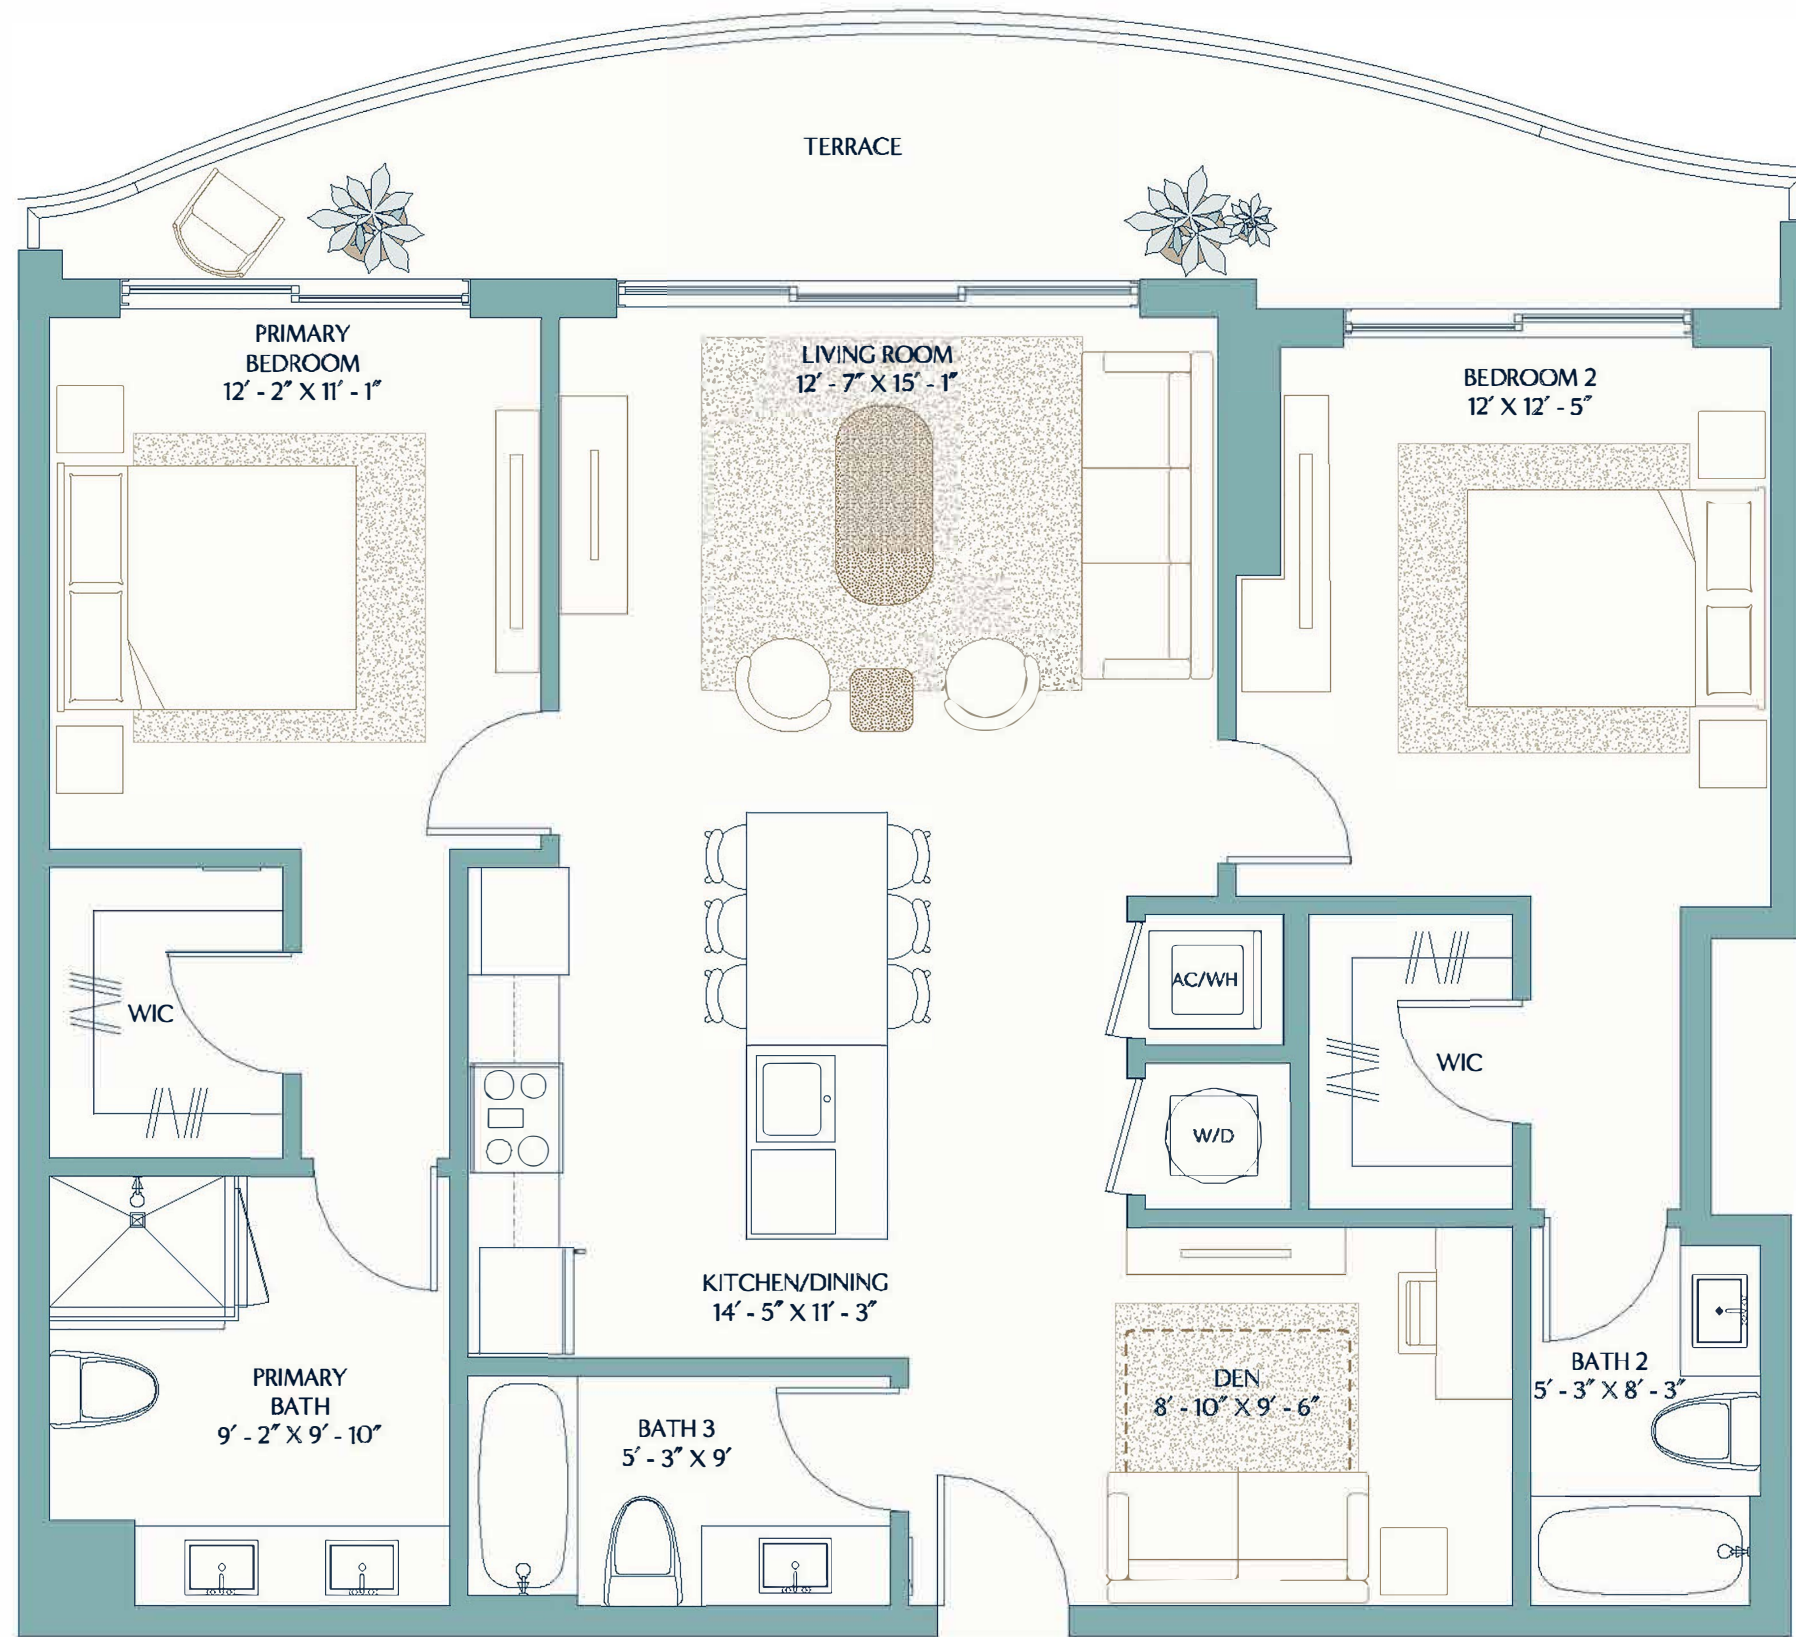 TERRACE
PRIMARY
BEDROOM
12' - 2" X 11' - 1"
LIVING ROOM
12' - 7" X 15' - 1"
BEDROOM 2
12' X 12' - 5"
WIC
AC/WH
WIC
W/D
KITCHEN/DINING
14' - 5" X 11' - 3"
PRIMARY
BATH
9' - 2" X 9' - 10"
BATH 3
5' - 3" X 9'
DEN
8' - 10" X 9' - 6"
BATH 2
5' - 3" X 8' - 3"